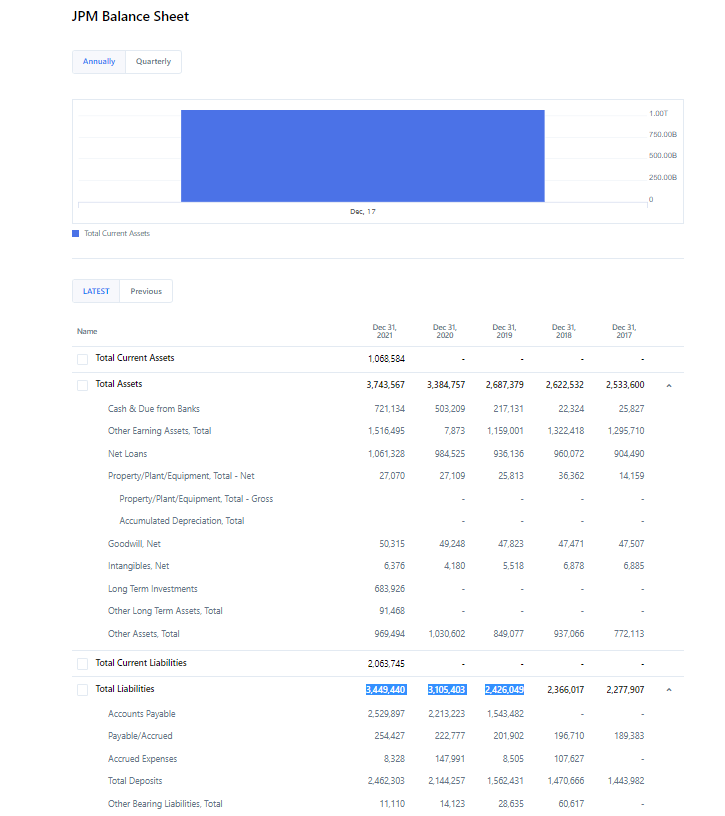 JPM Balance Sheet
Annually Quarterly
1.00T
750.00B
500.00B
250.00B
0
Dec, 17
Total Current Assets
LATEST Previous
Name Dec 31, 2021 Dec 31, 2020 Dec 31, 2019 Dec 31, 2018 Dec 31, 2017
Total Current Assets 1,068,584 - - - -
Total Assets 3,743,567 3,384,757 2,687,379 2,622,532 2,533,600
Cash & Due from Banks 721,134 503,209 217,131 22,324 25,827
Other Earning Assets, Total 1,516,495 7,873 1,159,001 1,322,418 1,295,710
Net Loans 1,061,328 984,525 936,136 960,072 904,490
Property/Plant/Equipment, Total - Net 27,070 27,109 25,813 36,362 14,159
Property/Plant/Equipment, Total - Gross - - - -
Accumulated Depreciation, Total - - - -
Goodwill, Net 50,315 49,248 47,823 47,471 47,507
Intangibles, Net 6,376 4,180 5,518 6,878 6,885
Long Term Investments 683,926 - - - -
Other Long Term Assets, Total 91,468 - - - -
Other Assets, Total 969,494 1,030,602 849,077 937,066 772,113
Total Current Liabilities 2,063,745 - - - -
Total Liabilities 3,449,440 3,105,403 2,426,049 2,366,017 2,277,907
Accounts Payable 2,529,897 2,213,223 1,543,482 - -
Payable/Accrued 254,427 222,777 201,902 196,710 189,383
Accrued Expenses 8,328 147,991 8,505 107,627 -
Total Deposits 2,462,303 2,144,257 1,562,431 1,470,666 1,443,982
Other Bearing Liabilities, Total 11,110 14,123 28,635 60,617 -